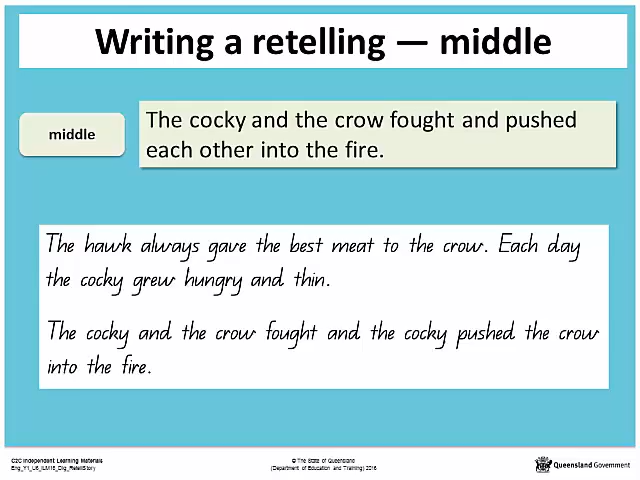 Writing a retelling — middle
middle
The cocky and the crow fought and pushed
each other into the fire.
The hawk always gave the best meat to the crow. Each day
the cocky grew hungry and thin.
The cocky and the crow fought and the cocky pushed the crow
into the fire.
C2C Independent Learning Materials
Eng_Y1_U5_ILM16_Dig_RetellStory
© The State of Queensland
(Department of Education and Training) 2016
Queensland Government